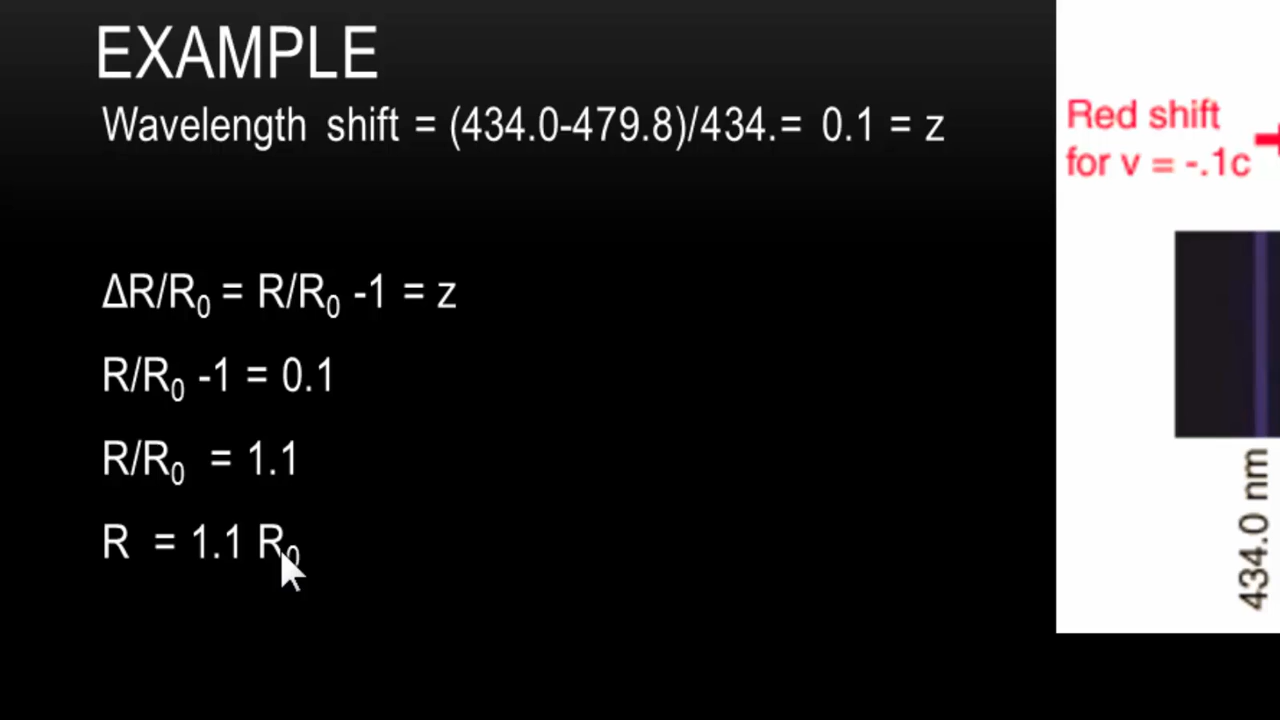 EXAMPLE
Wavelength shift = (434.0-479.8)/434.= 0.1 = z
ΔR/R₀ = R/R₀ -1 = z
R/R₀ -1 = 0.1
R/R₀ = 1.1
R = 1.1 R₀
Red shift
for v = -.1c
434.0 nm